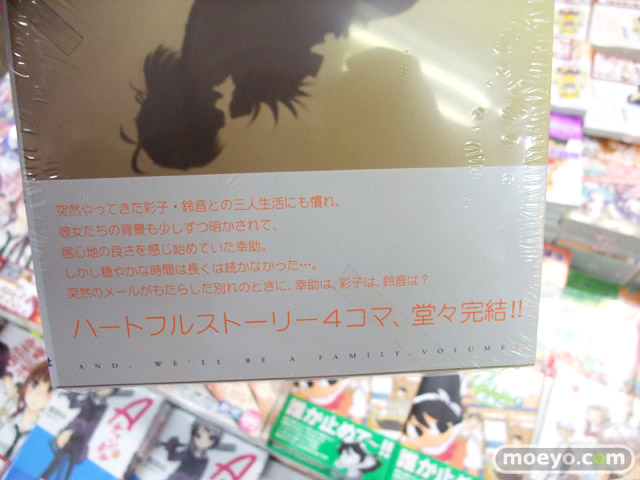 突然やってきた彩子・鈴音との三人生活にも慣れ、
彼女たちの背景も少しずつ明かされて、
居心地の良さを感じ始めていた幸助。
しかし穏やかな時間は長くは続かなかった…。
突然のメールがもたらした別れのときに、幸助は、彩子は、鈴音は？
ハートフルストーリー4コマ、堂々完結!!
AND, WE'LL BE A FAMILY VOLUME
誰か止めて〜!!
誰か止め
moeyo.com